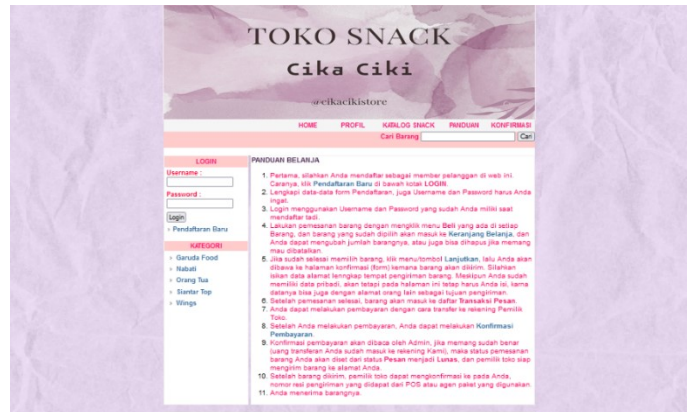 TOKO SNACK
Cika Ciki
@cikacikistore
HOME PROFIL KATALOG SNACK PANDUAN KONFIRMASI
Cari Barang Cari
LOGIN
Username :
Password :
Login
Pendaftaran Baru
KATEGORI
Garuda Food
Nabati
Orang Tua
Siantar Top
Wings
PANDUAN BELANJA
1. Pertama, silahkan Anda mendaftar sebagai member pelanggan di web ini.
Caranya, klik Pendaftaran Baru di bawah kotak LOGIN.
2. Lengkapi data-data form Pendaftaran, juga Username dan Password harus Anda
ingat.
3. Login menggunakan Username dan Password yang sudah Anda miliki saat
mendaftar tadi.
4. Lakukan pemesanan barang dengan mengklik menu Beli yang ada di setiap
Barang, dan barang yang sudah dipilih akan masuk ke Keranjang Belanja, dan
Anda dapat mengubah jumlah barangnya, atau juga bisa dihapus jika memang
mau dibatalkan.
5. Jika sudah selesai memilih barang, klik menu/tombol Lanjutkan, lalu Anda akan
dibawa ke halaman konfirmasi (form) kemana barang akan dikirim. Silahkan
isikan data alamat lenngkap tempat pengiriman barang. Meskipun Anda sudah
memiliki data pribadi, akan tetapi pada halaman ini tetap harus Anda isi, karna
datanya bisa juga dengan alamat orang lain sebagai tujuan pengiriman.
6. Setelah pemesanan selesai, barang akan masuk ke daftar Transaksi Pesan.
7. Anda dapat melakukan pembayaran dengan cara transfer ke rekening Pemilik
Toko.
8. Setelah Anda melakukan pembayaran, Anda dapat melakukan Konfirmasi
Pembayaran.
9. Konfirmasi pembayaran akan dibaca oleh Admin, jika memang sudah benar
(uang transferan Anda sudah masuk ke rekening Kami), maka status pemesanan
barang Anda akan diset dari status Pesan menjadi Lunas, dan pemilik toko siap
mengirim barang ke alamat Anda.
10. Setelah barang dikirim, pemilik toko dapat mengkonfirmasi ke pada Anda,
nomor resi pengiriman yang didapat dari POS atau agen paket yang digunakan.
11. Anda menerima barangnya.